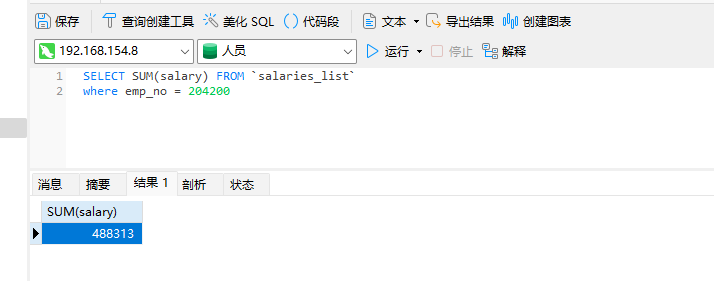 保存 查询创建工具 美化 SQL () 代码段 文本 导出结果 创建图表
192.168.154.8 人员 运行 停止 解释
1 SELECT SUM(salary) FROM `salaries_list`
2 where emp_no = 204200
消息 摘要 结果 1 剖析 状态
SUM(salary)
488313